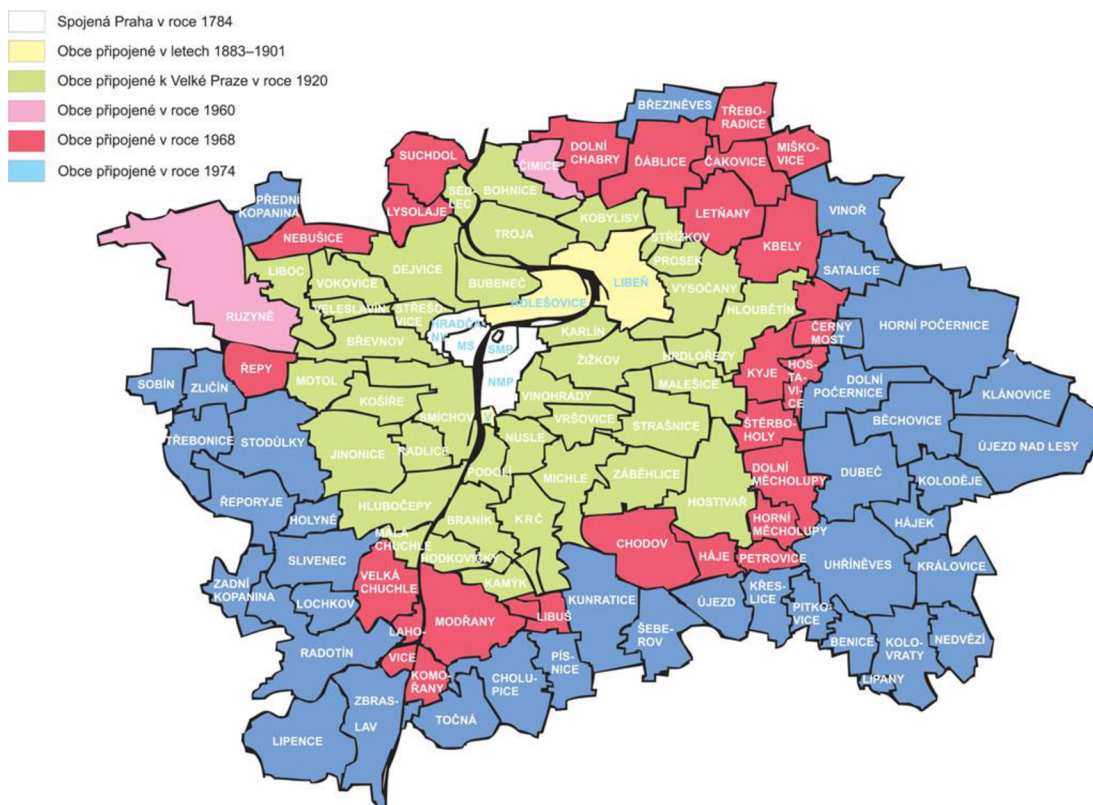 Spojená Praha v roce 1784
Obce připojené v letech 1883–1901
Obce připojené k Velké Praze v roce 1920
Obce připojené v roce 1960
Obce připojené v roce 1968
Obce připojené v roce 1974
BŘEZINĚVES
TŘEBO-
RADICE
SUCHDOL
ČIMICE
DOLNÍ
CHABRY
ĎÁBLICE
ČAKOVICE
MIŠKO-
VICE
PŘEDNÍ
KOPANINA
SED-
LEC
BOHNICE
LYSOLAJE
KOBYLISY
LETŇANY
VINOŘ
NEBUŠICE
TROJA
STŘÍŽKOV
KBELY
LIBOC
DEJVICE
PROSEK
SATALICE
VOKOVICE
BUBENEČ
LIBEŇ
VYSOČANY
RUZYNĚ
VELESLAVÍN
STŘEŠO-
VICE
HOLEŠOVICE
HLOUBĚTÍN
HORNÍ POČERNICE
HRADČA
NY
MS
SMP
KARLÍN
ČERNÝ
MOST
BŘEVNOV
ŽIŽKOV
HRDLOŘEZY
ŘEPY
KYJE
HOS-
TA-
VI-
CE
DOLNÍ
POČERNICE
SOBÍN
ZLIČÍN
MOTOL
NMP
MALEŠICE
KLÁNOVICE
KOŠÍŘE
VINOHRADY
BĚCHOVICE
SMÍCHOV
V
VRŠOVICE
STRAŠNICE
ŠTĚRBO-
HOLY
TŘEBONICE
STODŮLKY
NUSLE
ÚJEZD NAD LESY
JINONICE
RADLICE
PODOLÍ
MICHLE
ZÁBĚHLICE
DOLNÍ
MĚCHOLUPY
DUBEČ
KOLODĚJE
ŘEPORYJE
HLUBOČEPY
HOSTIVAŘ
HOLYNĚ
BRANÍK
KRČ
HORNÍ
MĚCHOLUPY
HÁJEK
MALÁ
CHUCHLE
CHODOV
SLIVENEC
HODKOVIČKY
HÁJE
PETROVICE
UHŘÍNĚVES
KRÁLOVICE
ZADNÍ
KOPANINA
VELKÁ
CHUCHLE
KAMÝK
KUNRATICE
ÚJEZD
KŘES-
LICE
LOCHKOV
MODŘANY
LIBUŠ
PITKO-
VICE
LAHO-
VICE
ŠEBE-
ROV
BENICE
KOLO-
VRATY
NEDVĚZÍ
RADOTÍN
PÍS-
NICE
KOMO-
ŘANY
CHOLU-
PICE
LIPANY
ZBRAS-
LAV
TOČNÁ
LIPENCE